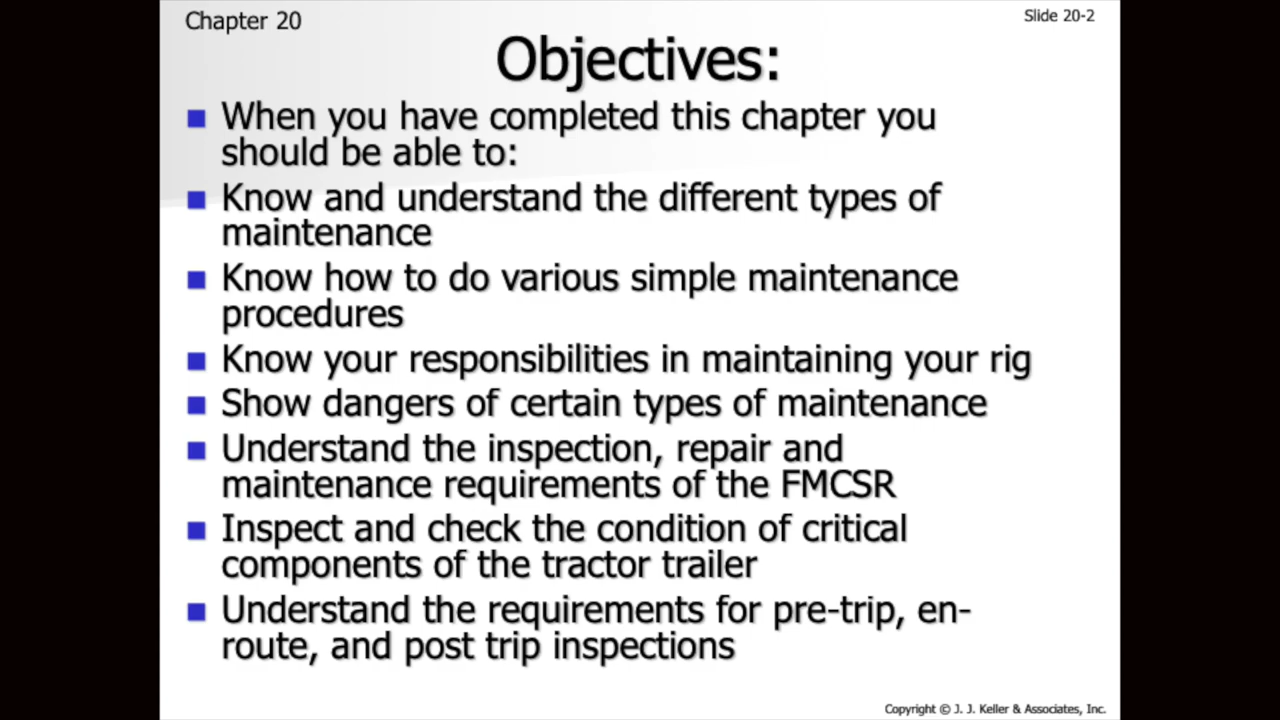 Chapter 20
Slide 20-2
Objectives:
When you have completed this chapter you
should be able to:
Know and understand the different types of
maintenance
Know how to do various simple maintenance
procedures
Know your responsibilities in maintaining your rig
Show dangers of certain types of maintenance
Understand the inspection, repair and
maintenance requirements of the FMCSR
Inspect and check the condition of critical
components of the tractor trailer
Understand the requirements for pre-trip, en-
route, and post trip inspections
Copyright © J. J. Keller & Associates, Inc.